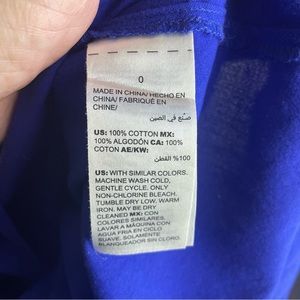 0
MADE IN CHINA/ HECHO EN
CHINA/ FABRIQUÉ EN
CHINE/
صنع في الصين
US: 100% COTTON MX:
100% ALGODÓN CA: 100%
COTON AE/KW:
100% القطن
US: WITH SIMILAR COLORS.
MACHINE WASH COLD,
GENTLE CYCLE. ONLY
NON-CHLORINE BLEACH.
TUMBLE DRY LOW. WARM
IRON. MAY BE DRY
CLEANED MX: CON
COLORES SIMILARES.
LAVAR A MÁQUINA CON
AGUA FRÍA EN CICLO
SUAVE. SOLAMENTE
BLANQUEADOR SIN CLORO.